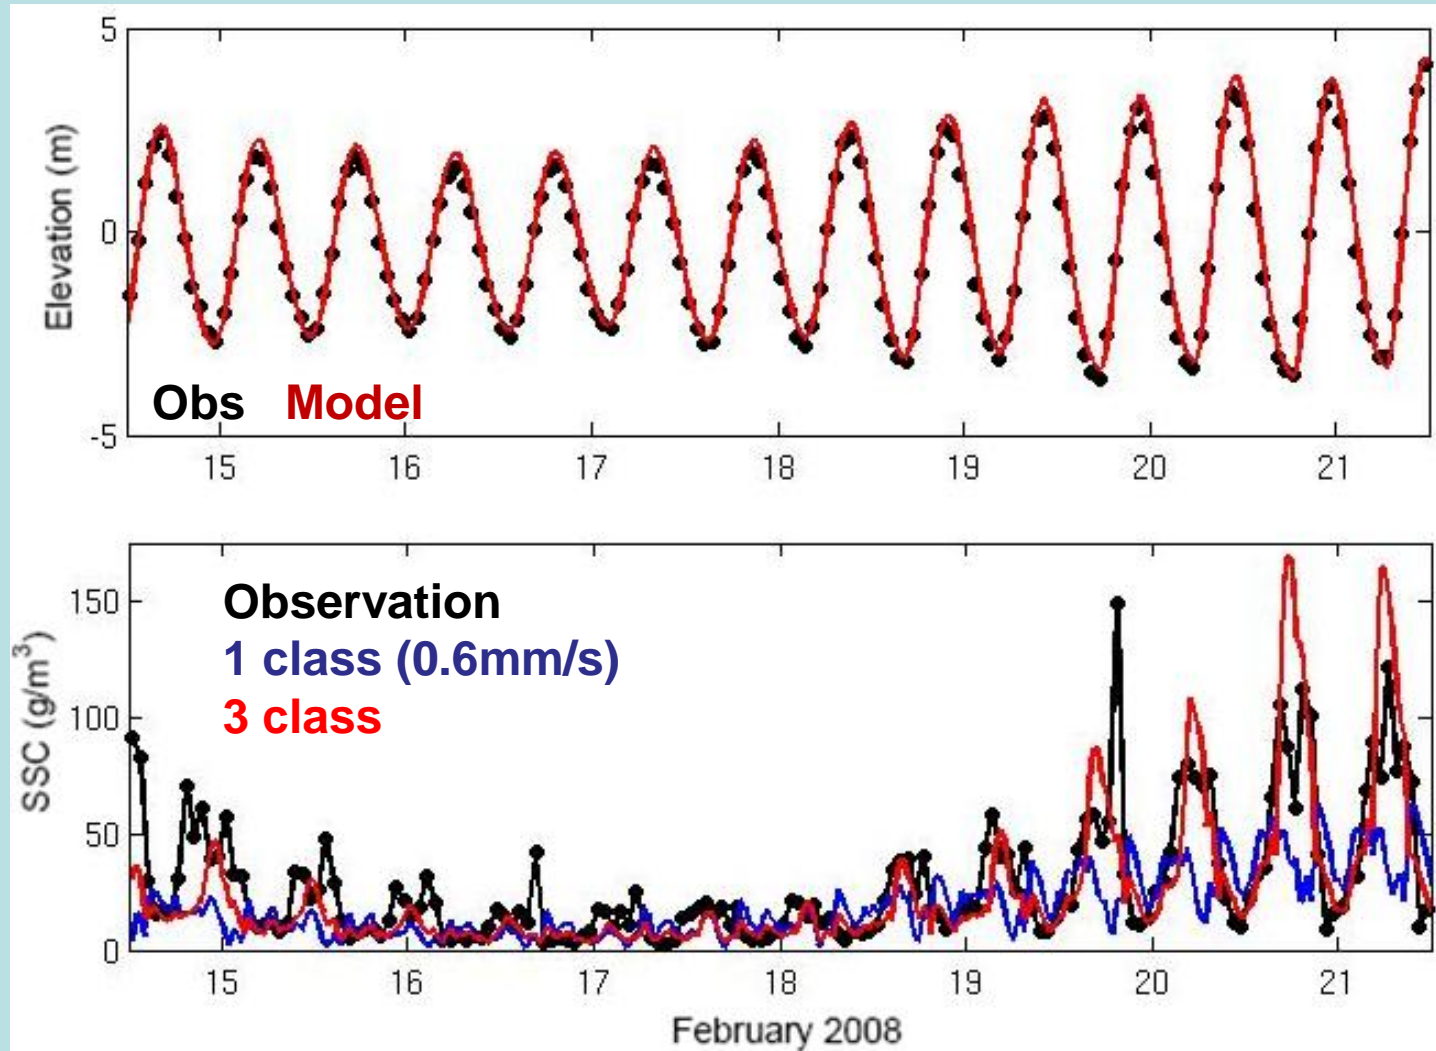 5
Elevation (m)
0
Obs Model
-5
15 16 17 18 19 20 21
150
Observation
1 class (0.6mm/s)
3 class
SSC (g/m³)
100
50
0
15 16 17 18 19 20 21
February 2008